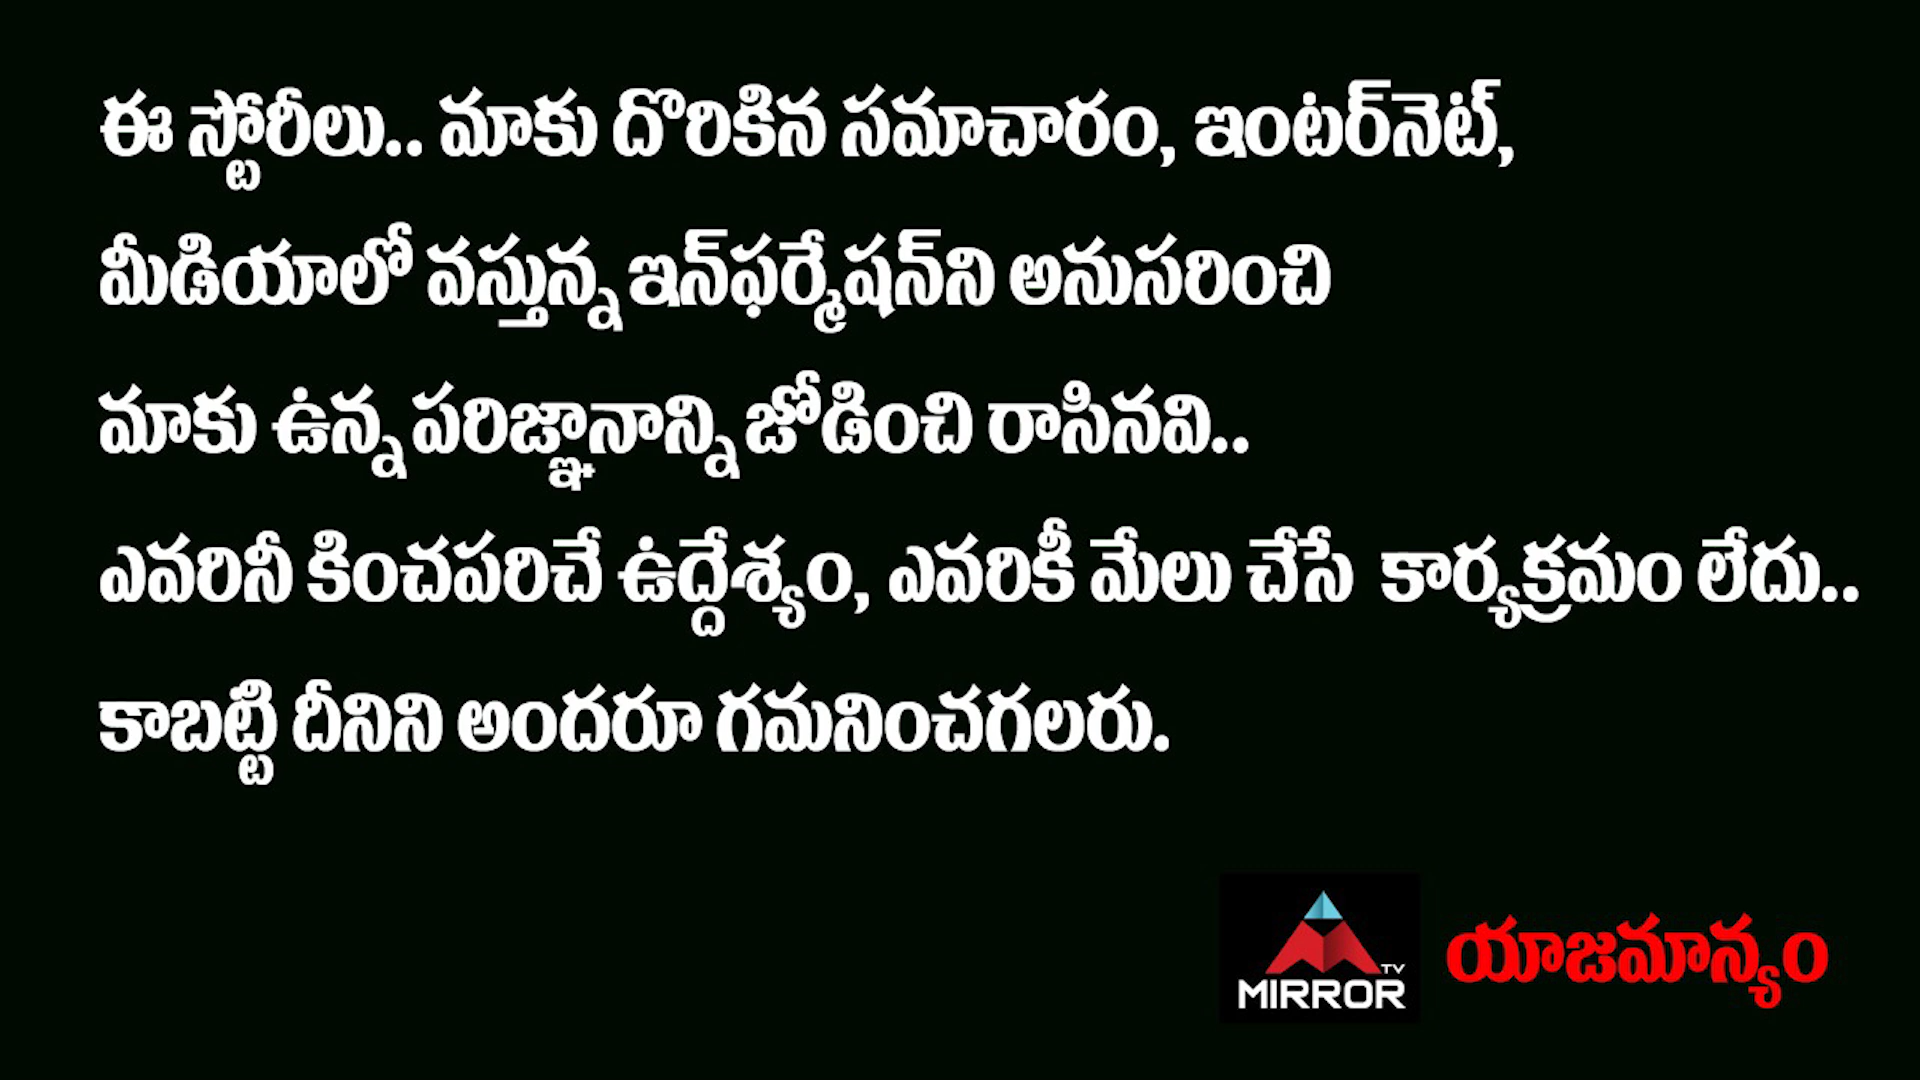 ఈ స్టోరీలు.. మాకు దొరికిన సమాచారం, ఇంటర్‌నెట్,
మీడియాలో వస్తున్న ఇన్‌ఫర్మేషన్‌ని అనుసరించి
మాకు ఉన్న పరిజ్ఞానాన్ని జోడించి రాసినవి..
ఎవరినీ కించపరిచే ఉద్దేశ్యం, ఎవరికీ మేలు చేసే కార్యక్రమం లేదు..
కాబట్టి దీనిని అందరూ గమనించగలరు.
TV
MIRROR
యాజమాన్యం